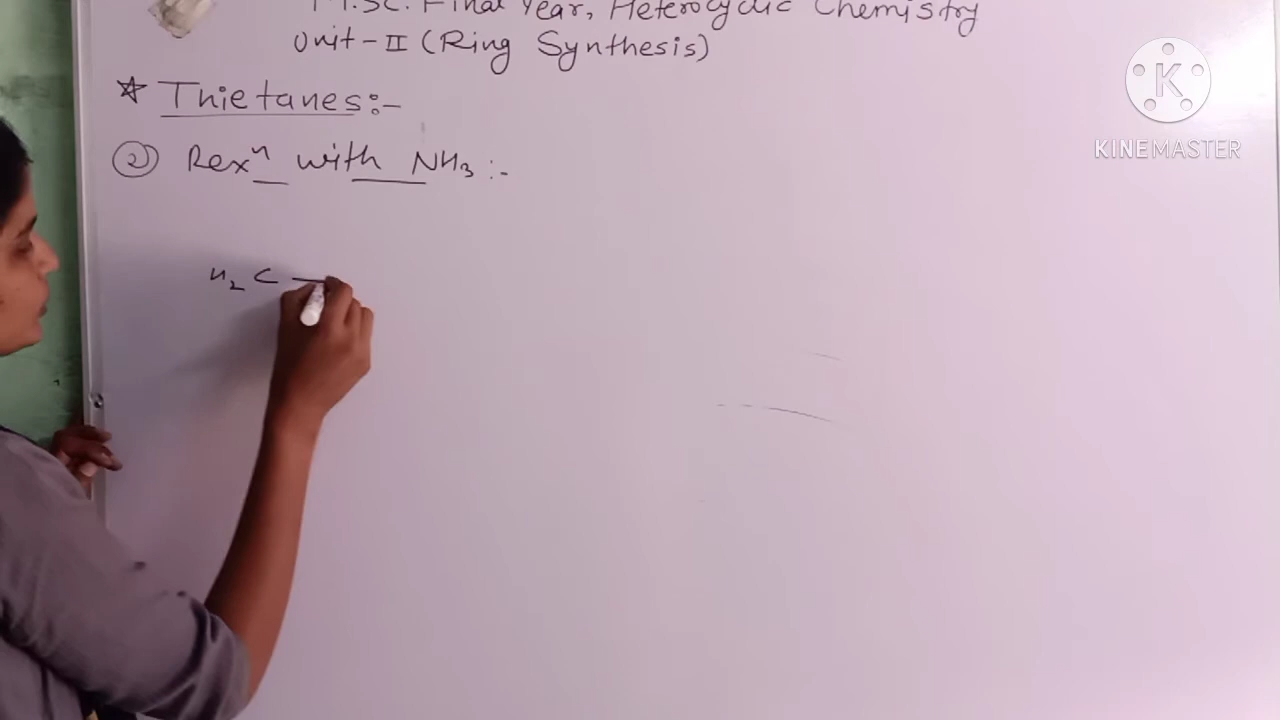 M.Sc. Final Year, Heterocyclic Chemistry
Unit-II (Ring Synthesis)
☆ Thietanes:-
② Rexⁿ with NH₃:-
H₂C—
K
KINEMASTER